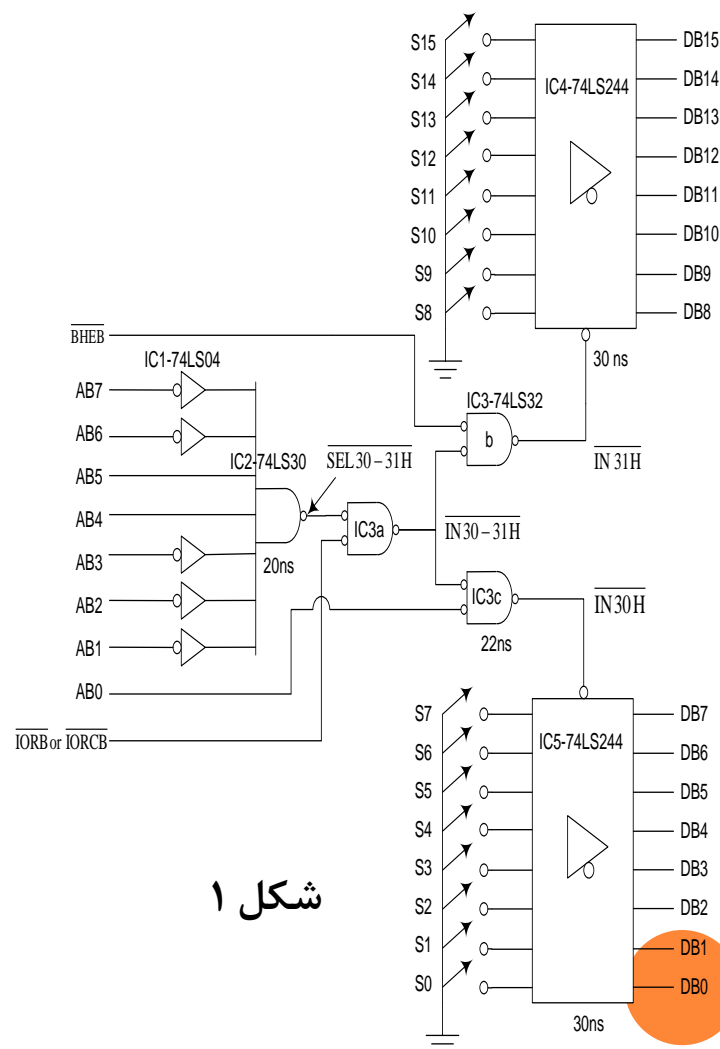 S15
DB15
S14
DB14
IC4-74LS244
S13
DB13
S12
DB12
S11
DB11
S10
DB10
S9
DB9
S8
DB8
30 ns
BHEB
IC1-74LS04
IC3-74LS32
AB7
AB6
IC2-74LS30
SEL30–31H
b
IN 31H
AB5
AB4
IC3a
IN30–31H
AB3
20ns
AB2
IC3c
IN30H
AB1
22ns
AB0
IORB or IORCB
S7
DB7
S6
IC5-74LS244
DB6
S5
DB5
S4
DB4
S3
DB3
S2
DB2
S1
DB1
S0
DB0
30ns
شکل ۱